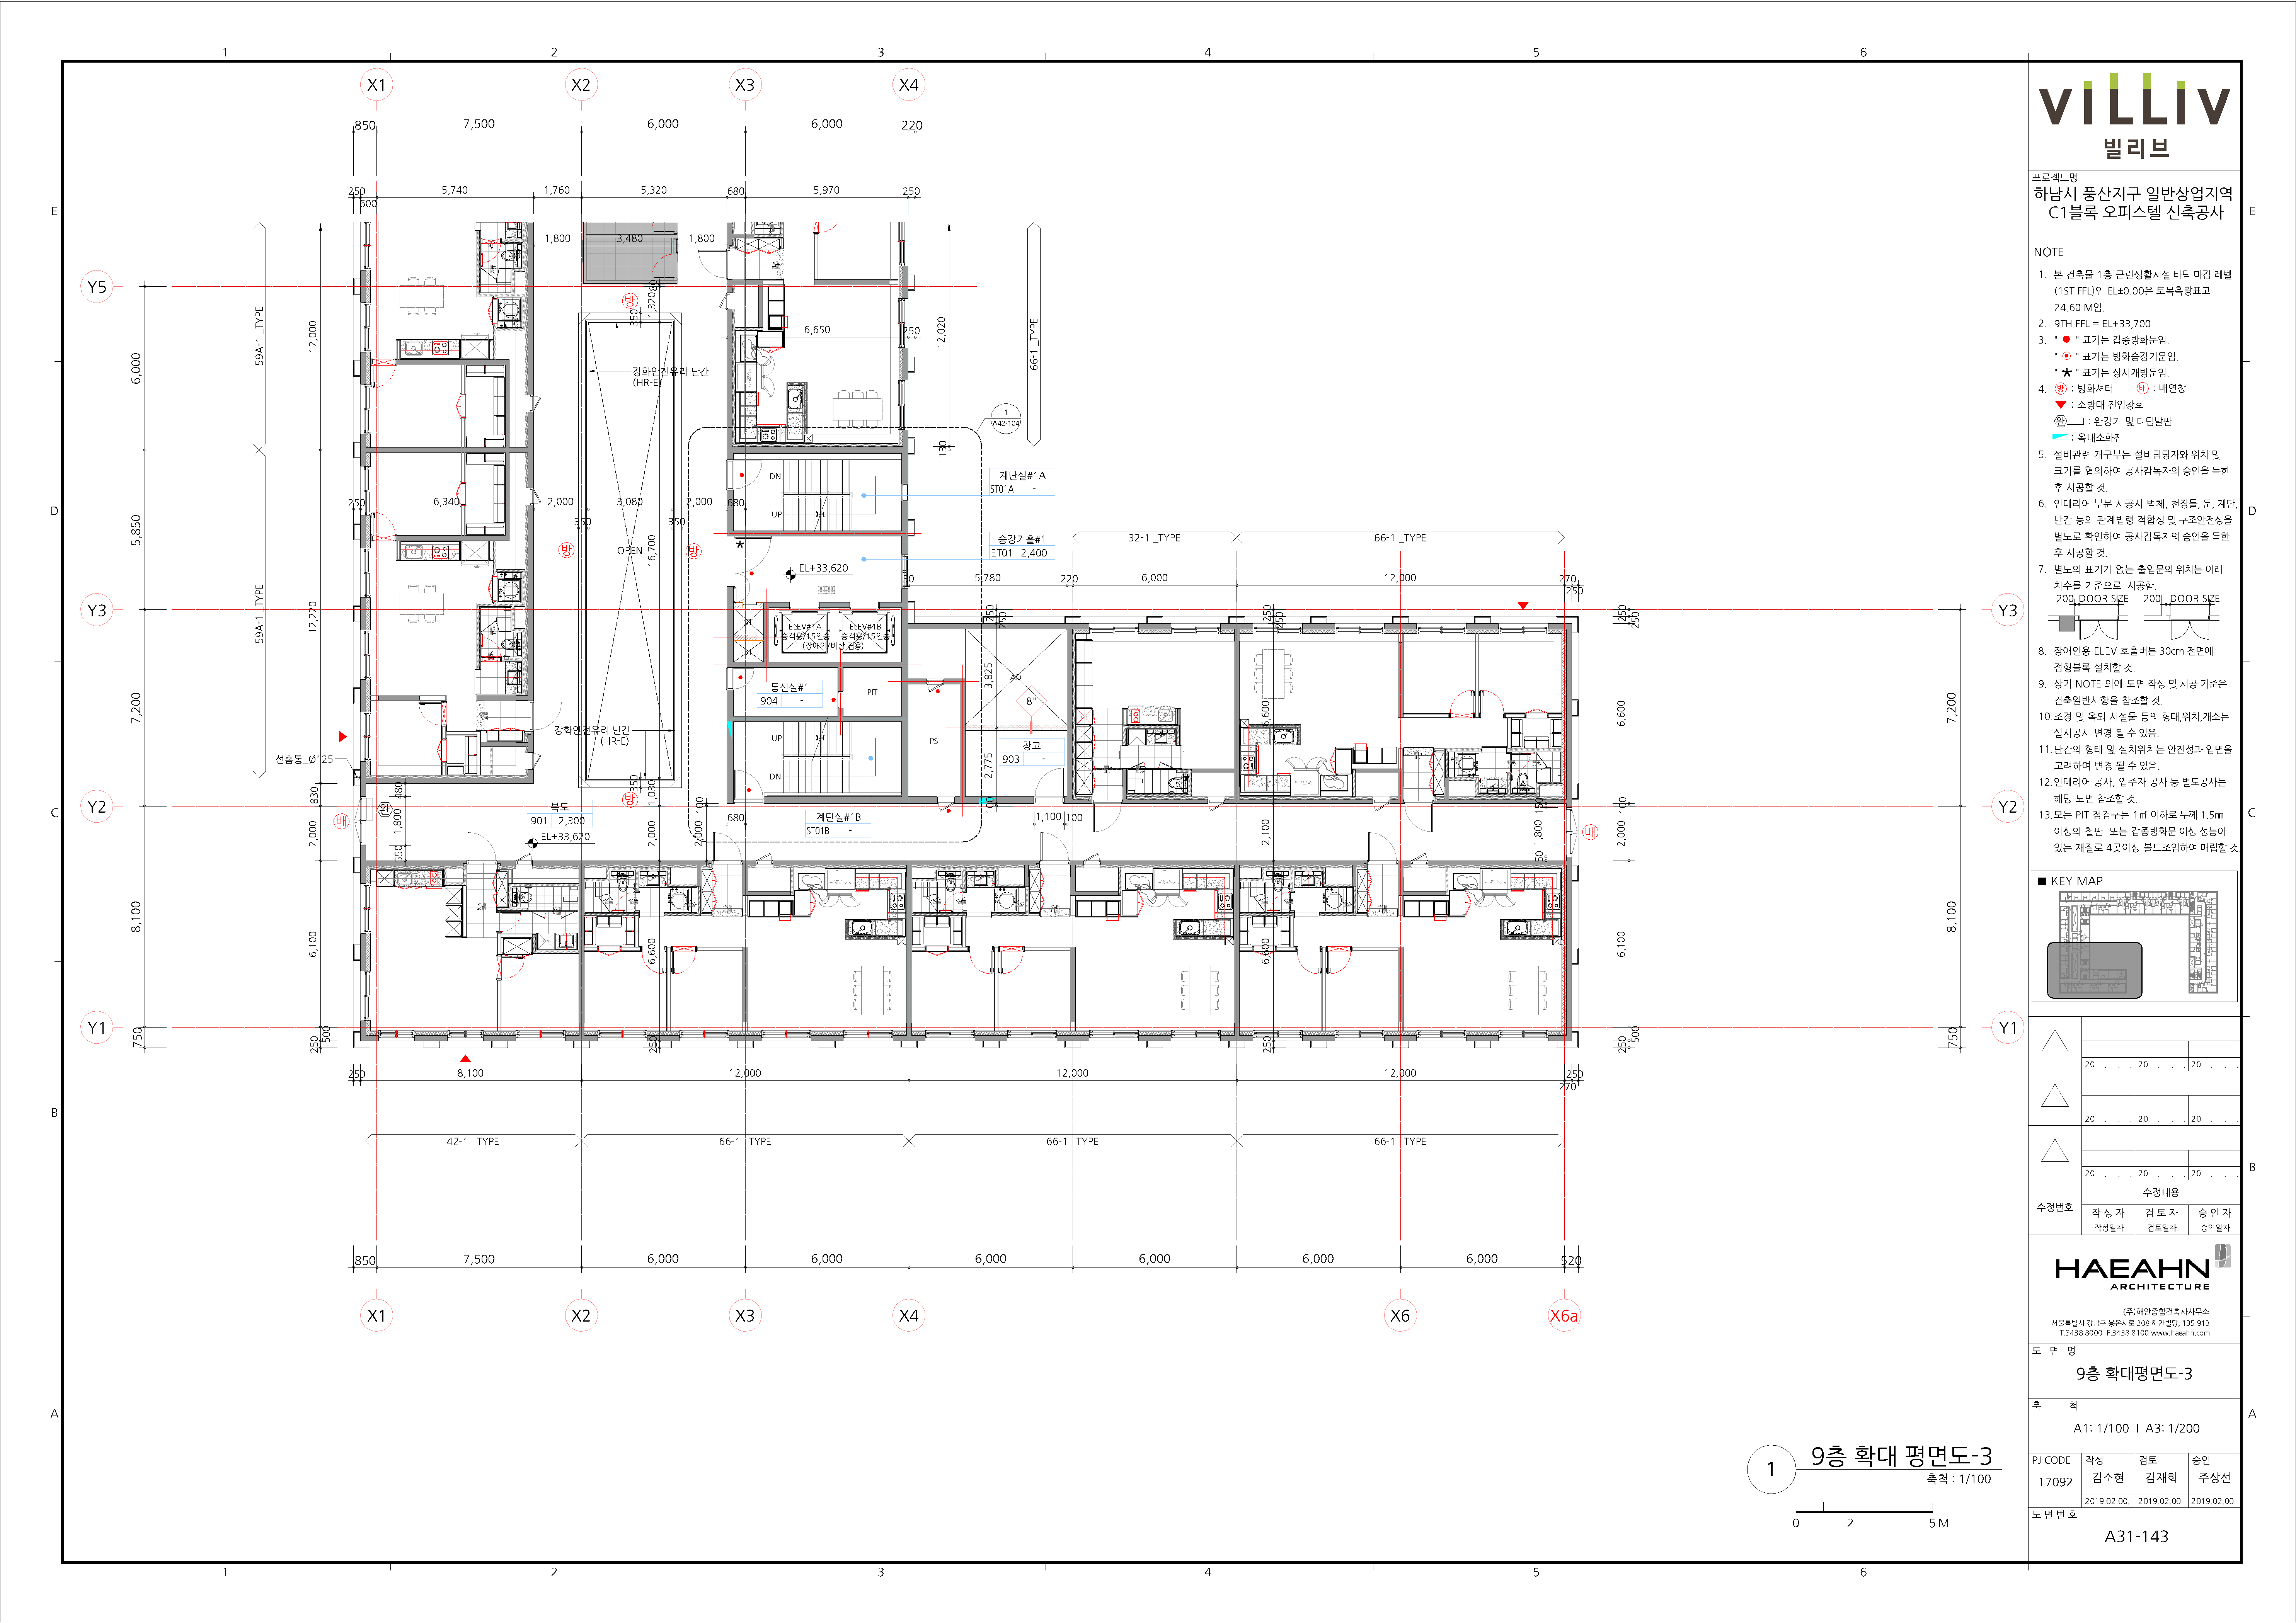 1 2 3 4 5 6
X1 X2 X3 X4
850 7,500 6,000 6,000 220
250 5,740 1,760 5,320 680 5,970 250
600
1,800 3,480 1,800
E
59A-1 _TYPE
12,000
66-1 _TYPE
12,020
Y5
방
80
1,320
350
6,650 250
강화안전유리 난간
(HR-E)
6,000
1
A42-104
130
계단실#1A
ST01A -
DN
UP
250 6,340 2,000 3,080 2,000 680
350 350
D
5,850
방 OPEN 16,700 방
승강기홀#1
ET01 2,400
EL+33,620
32-1 _TYPE 66-1 _TYPE
30 5,780 220 6,000 12,000 270
250
Y3
12,220
59A-1 _TYPE
ST
ST
ELEV#1A
승객용/15인승
ELEV#1B
승객용/15인승
(장애인/비상 겸용)
250
250
250
250
250
250
Y3
3,825
AD
8"
통신실#1
904 -
PIT
PS
창고
903 -
2,775
6,600
6,600
7,200
7,200
강화안전유리 난간
(HR-E)
선홈통_Ø125
UP
DN
C
Y2
830
480
완
배
350
1,030
방
100
100
150
100
Y2
복도
901 2,300
EL+33,620
680
계단실#1B
ST01B -
1,100 100
2,000
1,800
550
2,000
2,000
2,100
150
1,800
2,000
배
8,100
6,100
6,600
6,600
6,100
8,100
Y1
750
250
500
250
250
250
500
750
Y1
250 8,100 12,000 12,000 12,000 250
270
B
42-1 _TYPE 66-1 _TYPE 66-1 _TYPE 66-1 _TYPE
850 7,500 6,000 6,000 6,000 6,000 6,000 6,000 520
X1 X2 X3 X4 X6 X6a
A
1
9층 확대 평면도-3
축척 : 1/100
0 2 5 M
1 2 3 4 5 6
E
D
C
B
A
VILLIV
빌리브
프로젝트명
하남시 풍산지구 일반상업지역
C1블록 오피스텔 신축공사
NOTE
1. 본 건축물 1층 근린생활시설 바닥 마감 레벨
(1ST FFL)인 EL±0.00은 토목측량표고
24.60 M임.
2. 9TH FFL = EL+33,700
3. " ● " 표기는 갑종방화문임.
" ◉ " 표기는 방화승강기문임.
" * " 표기는 상시개방문임.
4. 방 : 방화셔터 배 : 배연창
▼ : 소방대 진입창호
완 : 완강기 및 디딤발판
: 옥내소화전
5. 설비관련 개구부는 설비담당자와 위치 및
크기를 협의하여 공사감독자의 승인을 득한
후 시공할 것.
6. 인테리어 부분 시공시 벽체, 천장틀, 문, 계단,
난간 등의 관계법령 적합성 및 구조안전성을
별도로 확인하여 공사감독자의 승인을 득한
후 시공할 것.
7. 별도의 표기가 없는 출입문의 위치는 아래
치수를 기준으로 시공함.
200 DOOR SIZE 200 DOOR SIZE
8. 장애인용 ELEV 호출버튼 30cm 전면에
점형블록 설치할 것.
9. 상기 NOTE 외에 도면 작성 및 시공 기준은
건축일반사항을 참조할 것.
10.조경 및 옥외 시설물 등의 형태,위치,개소는
실시공시 변경 될 수 있음.
11.난간의 형태 및 설치위치는 안전성과 입면을
고려하여 변경 될 수 있음.
12.인테리어 공사, 입주자 공사 등 별도공사는
해당 도면 참조할 것.
13.모든 PIT 점검구는 1㎡ 이하로 두께 1.5㎜
이상의 철판 또는 갑종방화문 이상 성능이
있는 재질로 4곳이상 볼트조임하여 매립할 것
■ KEY MAP
20 . . . 20 . . . 20 . . .
20 . . . 20 . . . 20 . . .
20 . . . 20 . . . 20 . . .
수정번호 수정내용
작 성 자 검 토 자 승 인 자
작성일자 검토일자 승인일자
HAEAHN
ARCHITECTURE
(주)해안종합건축사사무소
서울특별시 강남구 봉은사로 208 해안빌딩, 135-913
T.3438 8000 F.3438 8100 www.haeahn.com
도 면 명
9층 확대평면도-3
축 척
A1: 1/100 I A3: 1/200
PJ CODE 작성 검토 승인
17092 김소현 김재희 주상선
2019.02.00. 2019.02.00. 2019.02.00.
도 면 번 호
A31-143